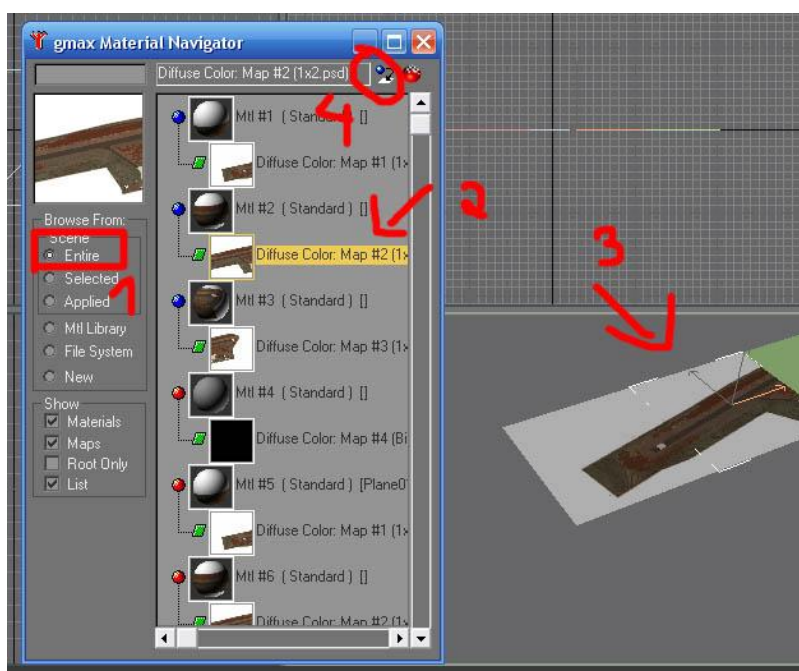 gmax Material Navigator
Diffuse Color: Map #2 (1x2.psd)
4
Mtl #1 ( Standard ) []
Diffuse Color: Map #1 (1x
Browse From:
Scene
Entire
Selected
Applied
Mtl Library
File System
New
1
Show
Materials
Maps
Root Only
List
Mtl #2 ( Standard ) []
2
Diffuse Color: Map #2 (1x
Mtl #3 ( Standard ) []
Diffuse Color: Map #3 (1x
Mtl #4 ( Standard ) []
Diffuse Color: Map #4 (Bi
Mtl #5 ( Standard ) [Plane0
Diffuse Color: Map #1 (1x
Mtl #6 ( Standard ) []
Diffuse Color: Map #2 (1x
3